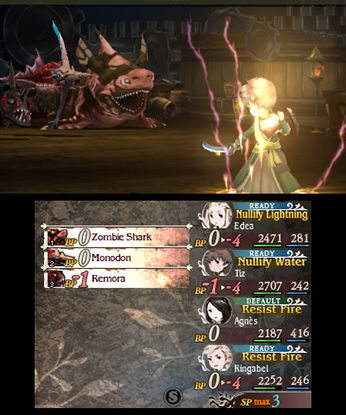 READY
Nullify Lightning
Edea
BP 0 -4 2471 281
BP 0 Zombie Shark
READY
Nullify Water
Tiz
BP -1 -4 2707 242
BP 0 Monodon
BP -1 Remora
DEFAULT
Resist Fire
Agnès
BP 0 2187 416
READY
Resist Fire
Ringabel
BP 0 -4 2252 246
S
SP max 3